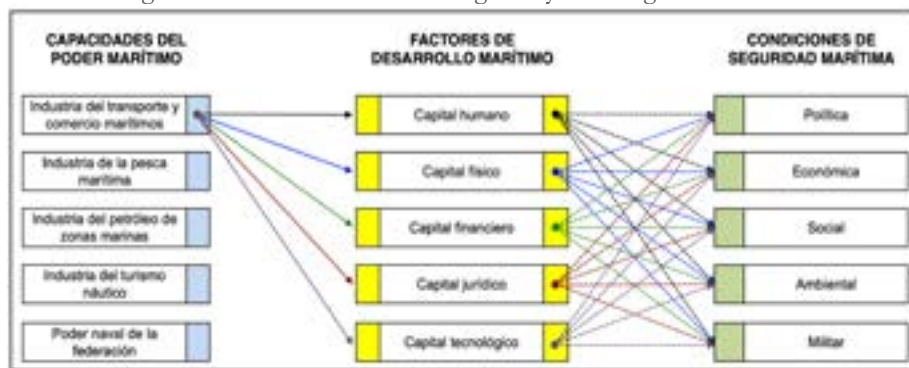 CAPACIDADES DEL
PODER MARÍTIMO
FACTORES DE
DESARROLLO MARÍTIMO
CONDICIONES DE
SEGURIDAD MARÍTIMA
Industria del transporte y
comercio marítimos
Capital humano
Política
Industria de la pesca
marítima
Capital físico
Económica
Industria del petróleo de
zonas marinas
Capital financiero
Social
Industria del turismo
náutico
Capital jurídico
Ambiental
Poder naval de la
federación
Capital tecnológico
Militar